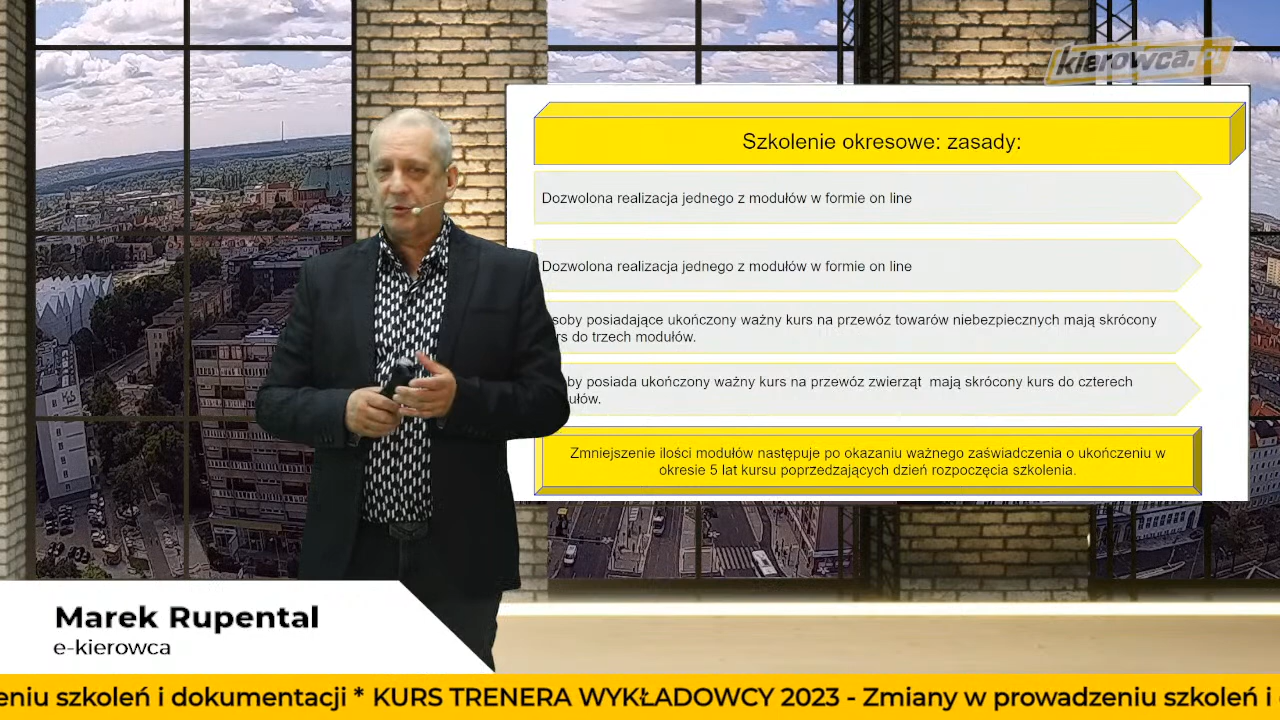 kierowca.pl
Szkolenie okresowe: zasady:
Dozwolona realizacja jednego z modułów w formie on line
Dozwolona realizacja jednego z modułów w formie on line
soby posiadające ukończony ważny kurs na przewóz towarów niebezpiecznych mają skrócony
rs do trzech modułów.
by posiada ukończony ważny kurs na przewóz zwierząt mają skrócony kurs do czterech
ułów.
Zmniejszenie ilości modułów następuje po okazaniu ważnego zaświadczenia o ukończeniu w
okresie 5 lat kursu poprzedzających dzień rozpoczęcia szkolenia.
Marek Rupental
e-kierowca
eniu szkoleń i dokumentacji * KURS TRENERA WYKŁADOWCY 2023 - Zmiany w prowadzeniu szkoleń i